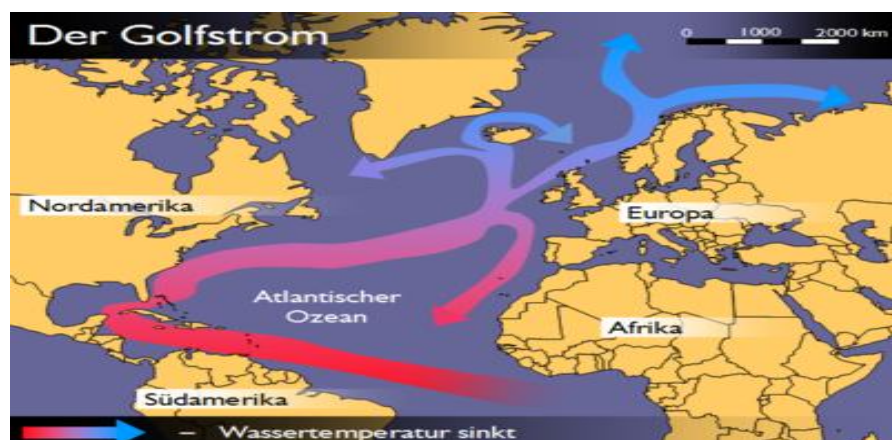 Der Golfstrom
0 1000 2000 km
Nordamerika
Europa
Atlantischer
Ozean
Afrika
Südamerika
– Wassertemperatur sinkt